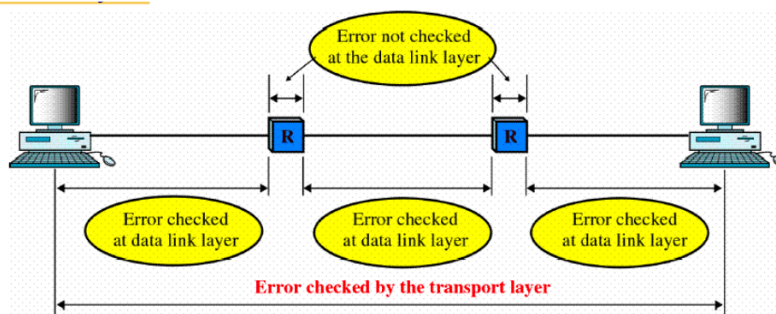 Error not checked
at the data link layer
R
R
Error checked
at data link layer
Error checked
at data link layer
Error checked
at data link layer
Error checked by the transport layer